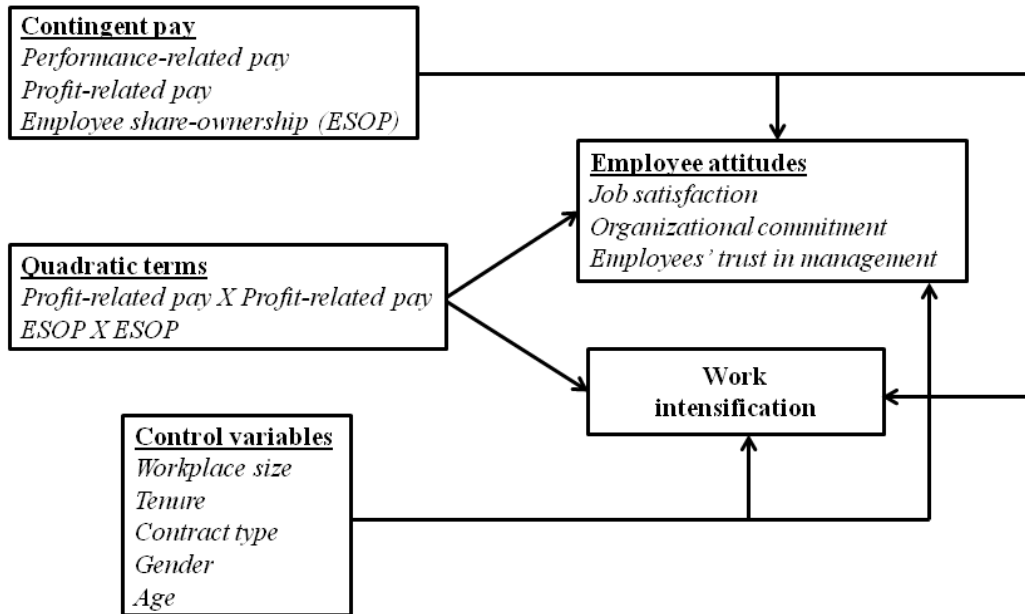 Contingent pay
Performance-related pay
Profit-related pay
Employee share-ownership (ESOP)
Employee attitudes
Job satisfaction
Organizational commitment
Employees’ trust in management
Quadratic terms
Profit-related pay X Profit-related pay
ESOP X ESOP
Work
intensification
Control variables
Workplace size
Tenure
Contract type
Gender
Age